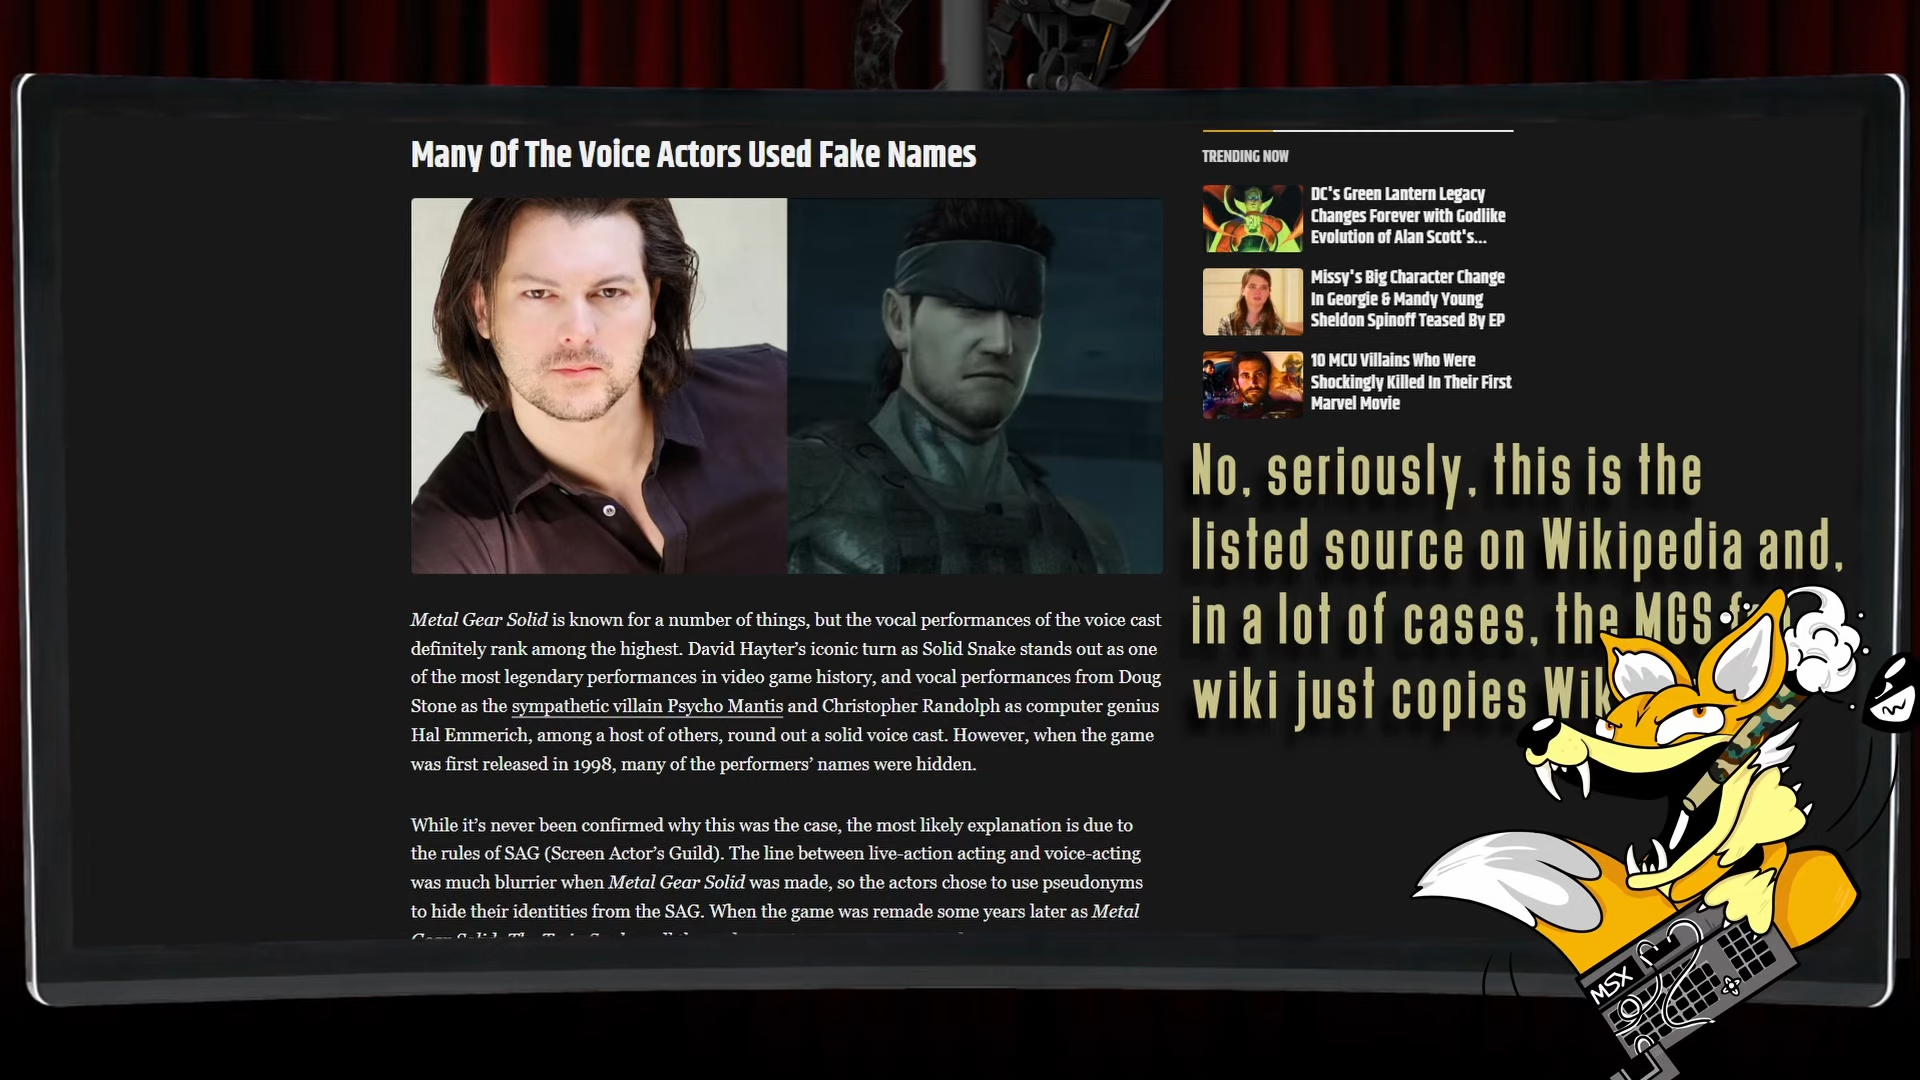 Many Of The Voice Actors Used Fake Names
Metal Gear Solid is known for a number of things, but the vocal performances of the voice cast
definitely rank among the highest. David Hayter’s iconic turn as Solid Snake stands out as one
of the most legendary performances in video game history, and vocal performances from Doug
Stone as the sympathetic villain Psycho Mantis and Christopher Randolph as computer genius
Hal Emmerich, among a host of others, round out a solid voice cast. However, when the game
was first released in 1998, many of the performers’ names were hidden.
While it’s never been confirmed why this was the case, the most likely explanation is due to
the rules of SAG (Screen Actor’s Guild). The line between live-action acting and voice-acting
was much blurrier when Metal Gear Solid was made, so the actors chose to use pseudonyms
to hide their identities from the SAG. When the game was remade some years later as Metal
TRENDING NOW
DC's Green Lantern Legacy
Changes Forever with Godlike
Evolution of Alan Scott's...
Missy's Big Character Change
In Georgie & Mandy Young
Sheldon Spinoff Teased By EP
10 MCU Villains Who Were
Shockingly Killed In Their First
Marvel Movie
No, seriously, this is the
listed source on Wikipedia and,
in a lot of cases, the MGS
wiki just copies
MSX